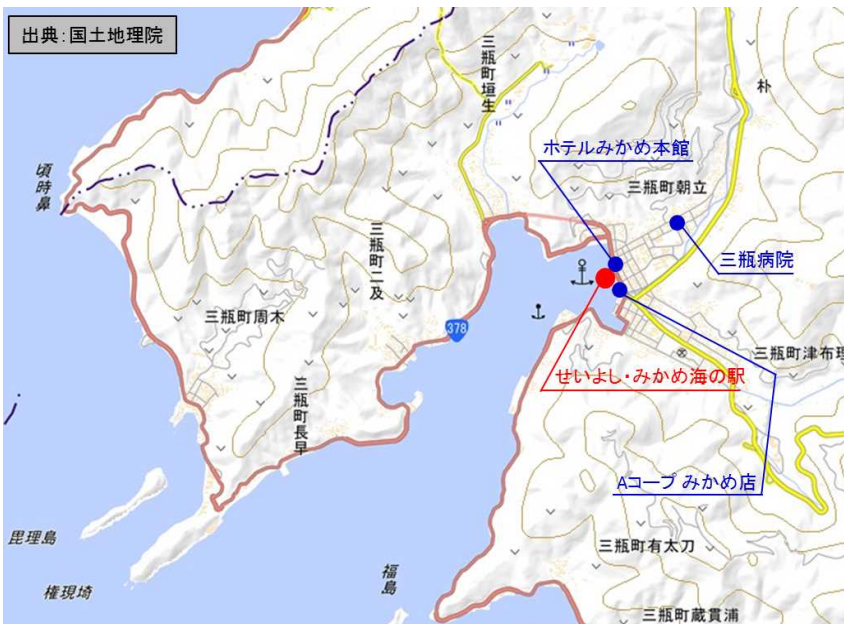 出典:国土地理院
三瓶町垣生
朴
ホテルみかめ本館
三瓶町朝立
頃時鼻
三瓶町二及
三瓶病院
三瓶町周木
378
三瓶町津布理
せいよし・みかめ海の駅
三瓶町長早
Aコープ みかめ店
毘理島
三瓶町有太刀
権現埼
福島
三瓶町蔵貫浦